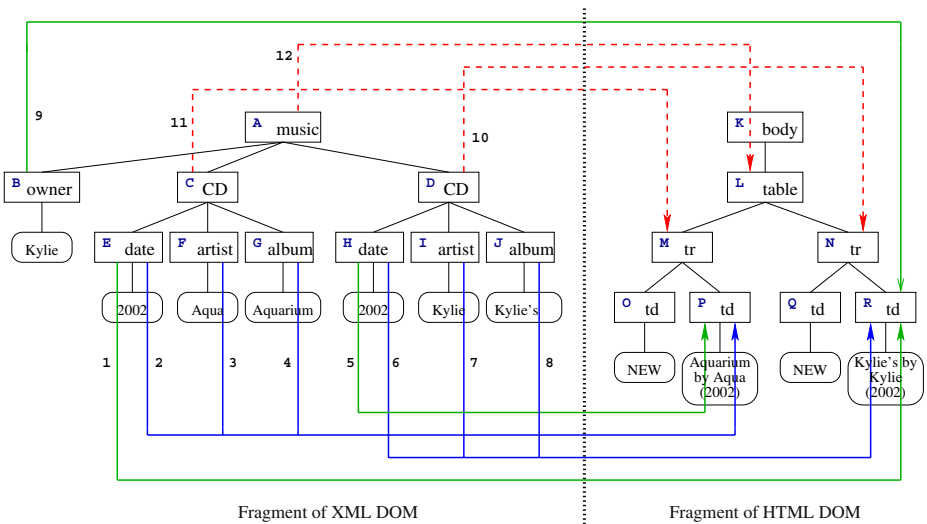 12
9
11
A music
K body
10
B owner
C CD
D CD
L table
Kylie
E date
F artist
G album
H date
I artist
J album
M tr
N tr
2002
Aqua
Aquarium
2002
Kylie
Kylie's
O td
P td
Q td
R td
1
2
3
4
5
6
7
8
NEW
Aquarium
by Aqua
(2002)
NEW
Kylie's by
Kylie
(2002)
Fragment of XML DOM
Fragment of HTML DOM